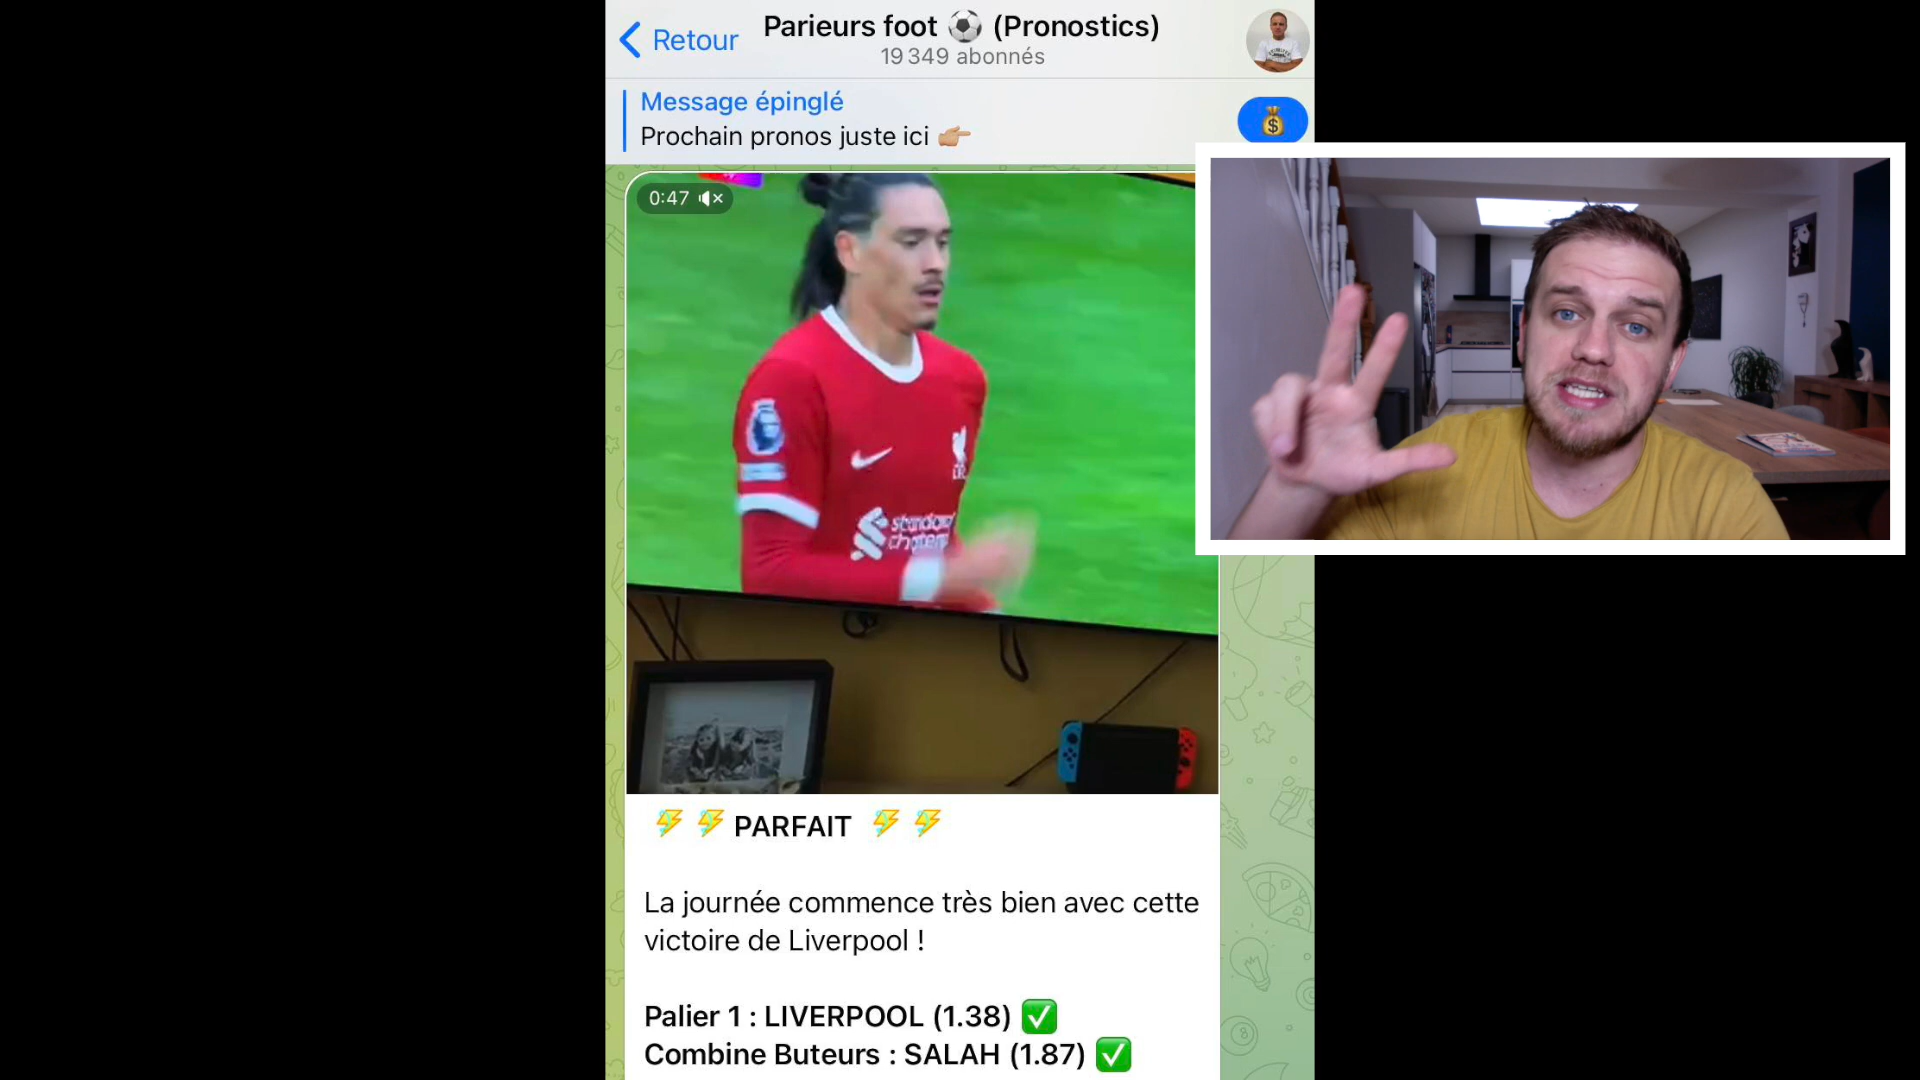 Retour
Parieurs foot ⚽ (Pronostics)
19 349 abonnés
Message épinglé
Prochain pronos juste ici 👉🏼
0:47
standard
⚡⚡ PARFAIT ⚡⚡
La journée commence très bien avec cette
victoire de Liverpool !
Palier 1 : LIVERPOOL (1.38) ✅
Combine Buteurs : SALAH (1.87) ✅